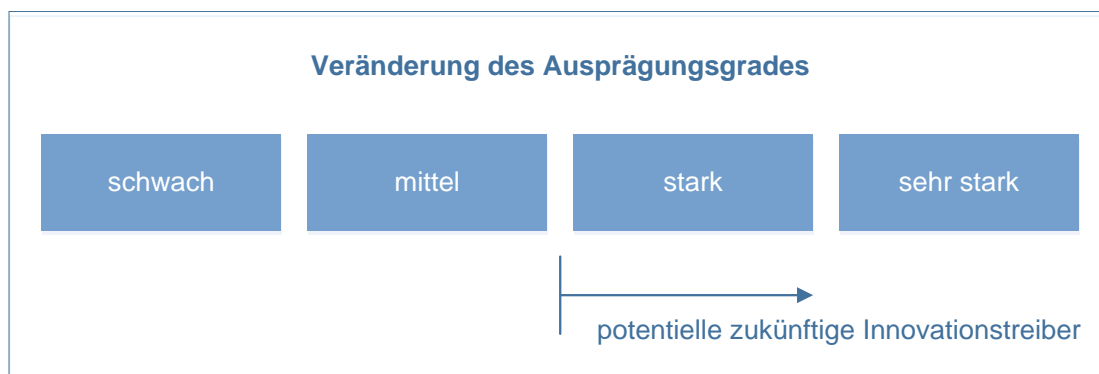 Veränderung des Ausprägungsgrades
schwach mittel stark sehr stark
potentielle zukünftige Innovationstreiber